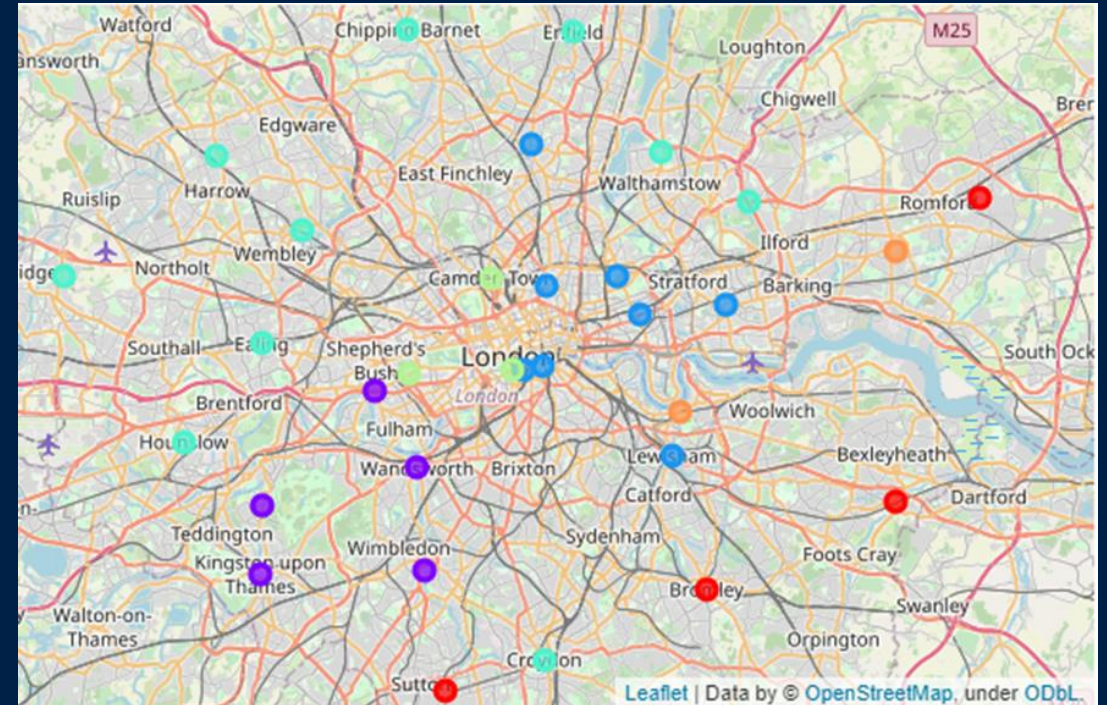 Watford
Chipping Barnet
Enfield
M25
answorth
Loughton
Chigwell
Brer
Edgware
East Finchley
Walthamstow
Harrow
Ruislip
Romford
Ilford
Wembley
Northolt
idge
Camden Town
Stratford
Barking
Southall
Ealing
Shepherd's
Bush
London
South Ock
London
Brentford
Woolwich
Fulham
Hounslow
Wandsworth
Brixton
Lewisham
Bexleyheath
Catford
Dartford
Teddington
Sydenham
Wimbledon
Foots Cray
Kingston upon
Thames
Bromley
Swanley
Walton-on-
Thames
Orpington
Croydon
Sutton
Leaflet | Data by © OpenStreetMap, under ODbL.